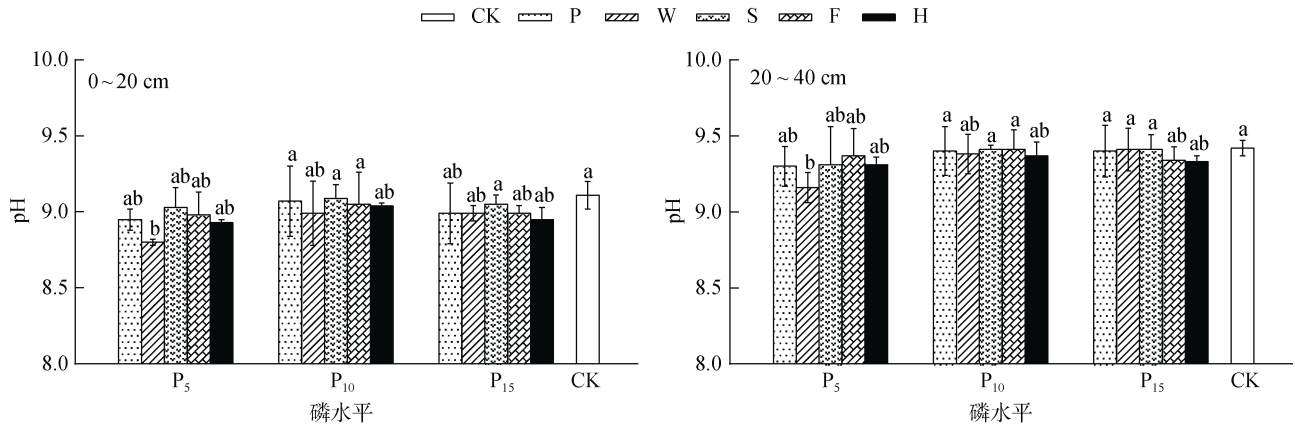 CK P W S F H
10.0
9.5
9.0
8.5
8.0
pH
0~20 cm
ab b ab ab ab
a ab a a ab
ab ab a ab ab
a
P5 P10 P15 CK
磷水平
10.0
9.5
9.0
8.5
8.0
pH
20~40 cm
ab b ab ab ab
a ab a a ab
a a a ab ab
a
P5 P10 P15 CK
磷水平